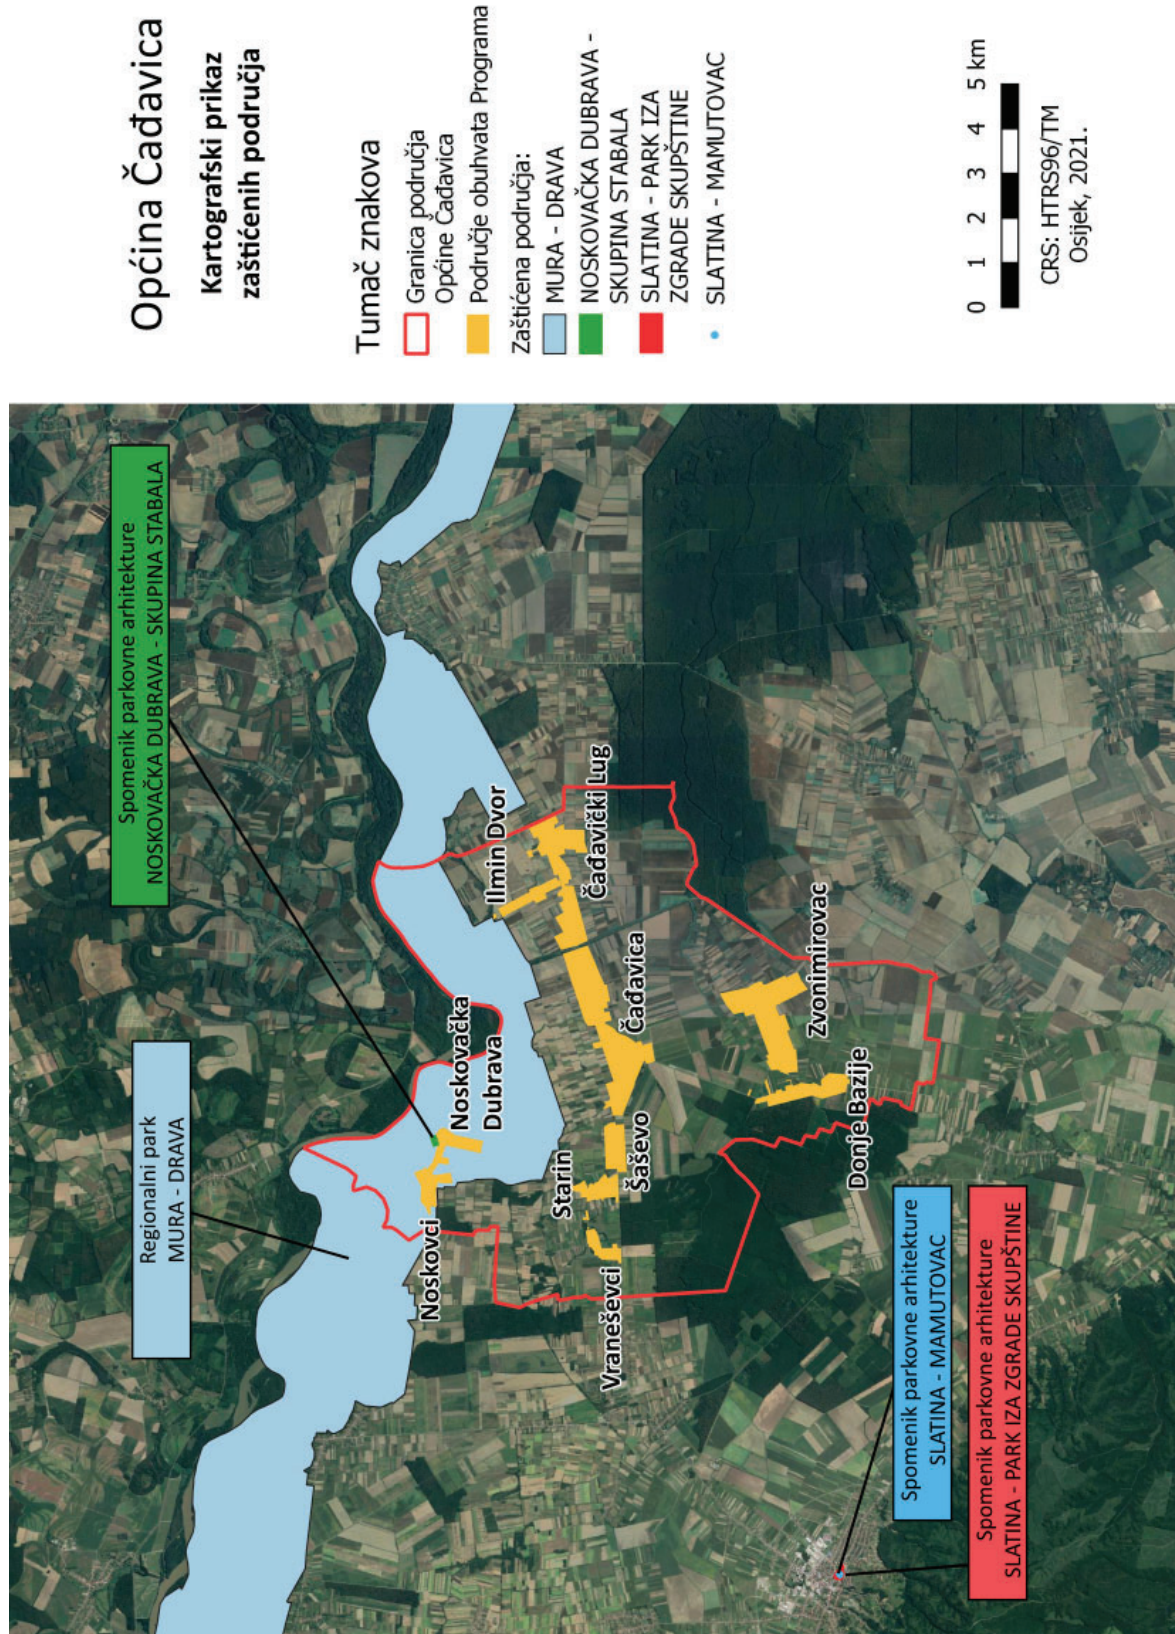 Općina Čađavica
Kartografski prikaz
zaštićenih područja
Tumač znakova
Granica područja
Općine Čađavica
Područje obuhvata Programa
Zaštićena područja:
MURA - DRAVA
NOSKOVAČKA DUBRAVA -
SKUPINA STABALA
SLATINA - PARK IZA
ZGRADE SKUPŠTINE
SLATINA - MAMUTOVAC
0 1 2 3 4 5 km
CRS: HTRS96/TM
Osijek, 2021.
Spomenik parkovne arhitekture
NOSKOVAČKA DUBRAVA - SKUPINA STABALA
Regionalni park
MURA - DRAVA
Noskovci
Noskovačka
Dubrava
Ilmin Dvor
Čađavički Lug
Starin
Vraneševci
Šaševo
Čađavica
Zvonimirovac
Donje Bazije
Spomenik parkovne arhitekture
SLATINA - MAMUTOVAC
Spomenik parkovne arhitekture
SLATINA - PARK IZA ZGRADE SKUPŠTINE